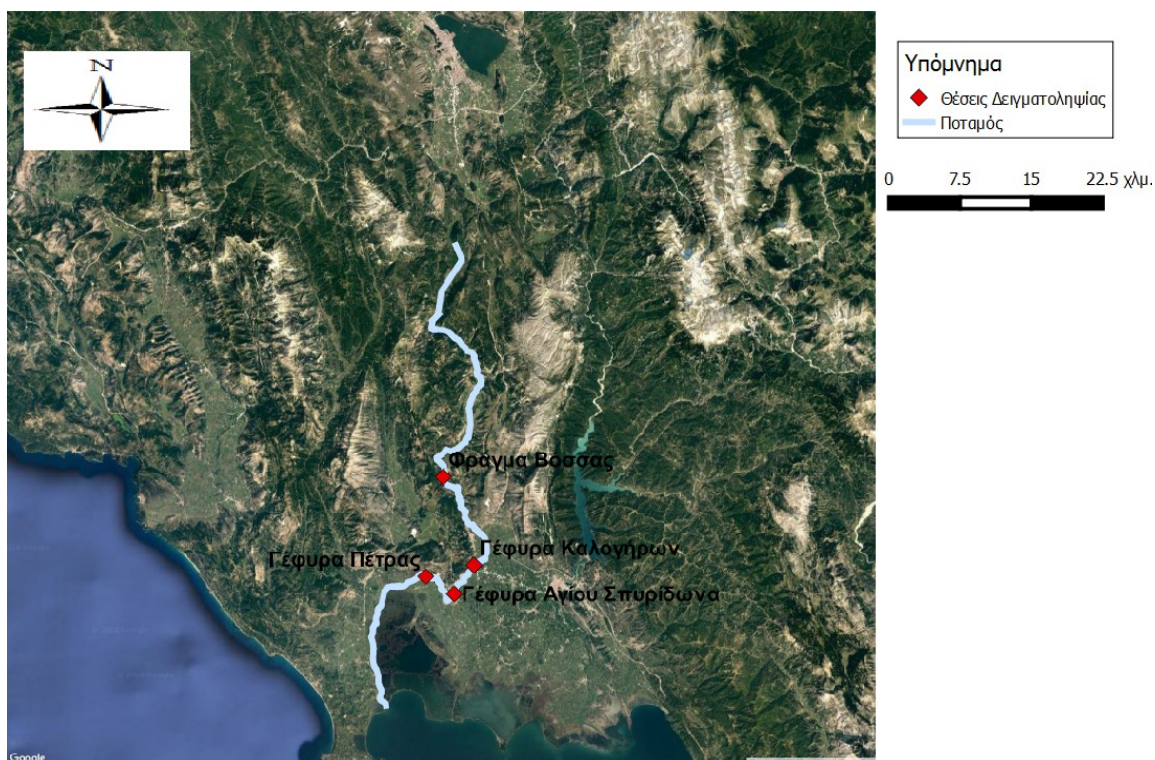 N
Υπόμνημα
Θέσεις Δειγματοληψίας
Ποταμός
0 7.5 15 22.5 χλμ.
Φράγμα Βόσσας
Γέφυρα Καλογήρων
Γέφυρα Πέτρας
Γέφυρα Αγίου Σπυρίδωνα
Google